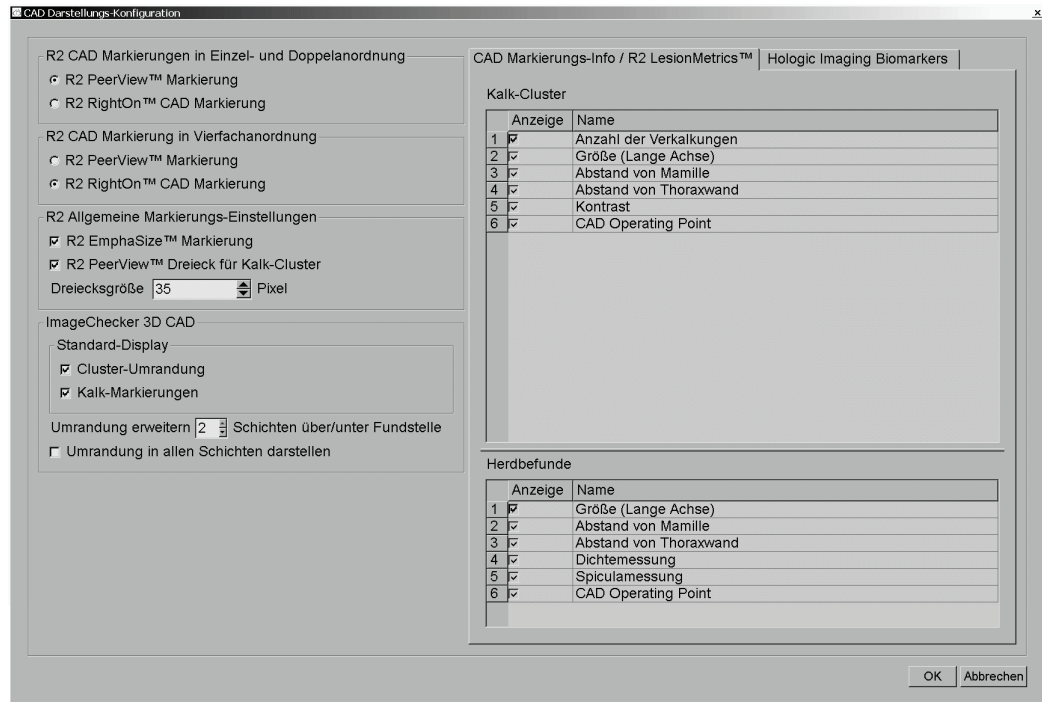 CAD Darstellungs-Konfiguration
R2 CAD Markierungen in Einzel- und Doppelanordnung
R2 PeerView™ Markierung
R2 RightOn™ CAD Markierung
R2 CAD Markierung in Vierfachanordnung
R2 PeerView™ Markierung
R2 RightOn™ CAD Markierung
R2 Allgemeine Markierungs-Einstellungen
R2 EmphaSize™ Markierung
R2 PeerView™ Dreieck für Kalk-Cluster
Dreiecksgröße 35 Pixel
ImageChecker 3D CAD
Standard-Display
Cluster-Umrandung
Kalk-Markierungen
Umrandung erweitern 2 Schichten über/unter Fundstelle
Umrandung in allen Schichten darstellen
CAD Markierungs-Info / R2 LesionMetrics™ Hologic Imaging Biomarkers
Kalk-Cluster
Anzeige Name
1 Anzahl der Verkalkungen
2 Größe (Lange Achse)
3 Abstand von Mamille
4 Abstand von Thoraxwand
5 Kontrast
6 CAD Operating Point
Herdbefunde
Anzeige Name
1 Größe (Lange Achse)
2 Abstand von Mamille
3 Abstand von Thoraxwand
4 Dichtemessung
5 Spiculamessung
6 CAD Operating Point
OK Abbrechen